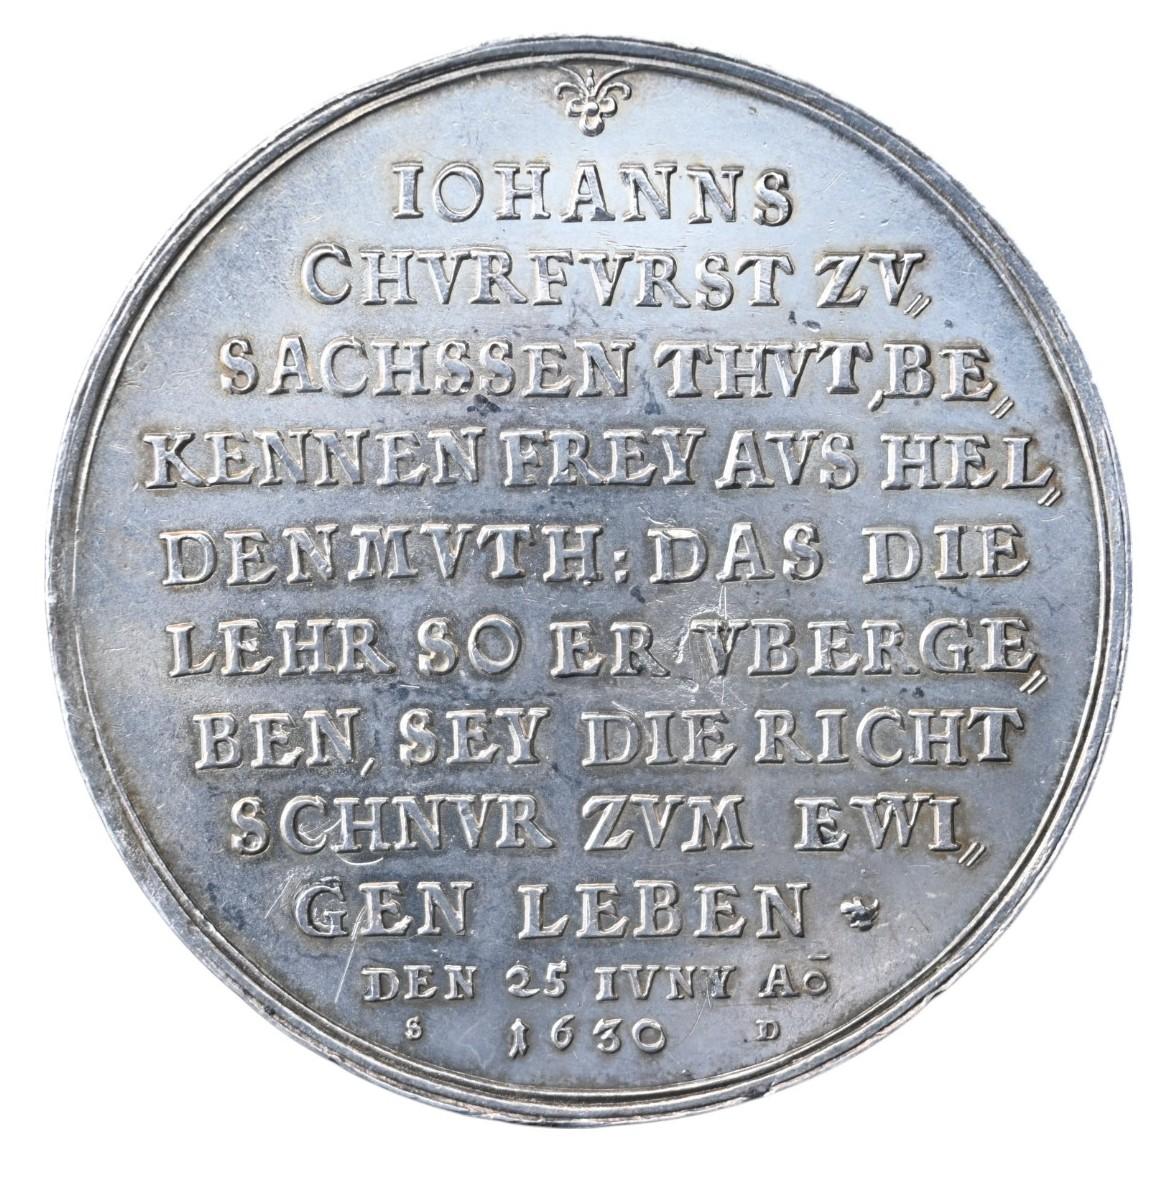 IOHANNS
CHVRFVRST ZV〃
SACHSSEN THVT,BE〃
KENNEN FREY AVS HEL〃
DENMVTH: DAS DIE
LEHR SO ER VBERGE〃
BEN, SEY DIE RICHT
SCHNVR ZVM EWI〃
GEN LEBEN
DEN 25 IVNY Aō
S 1630 D